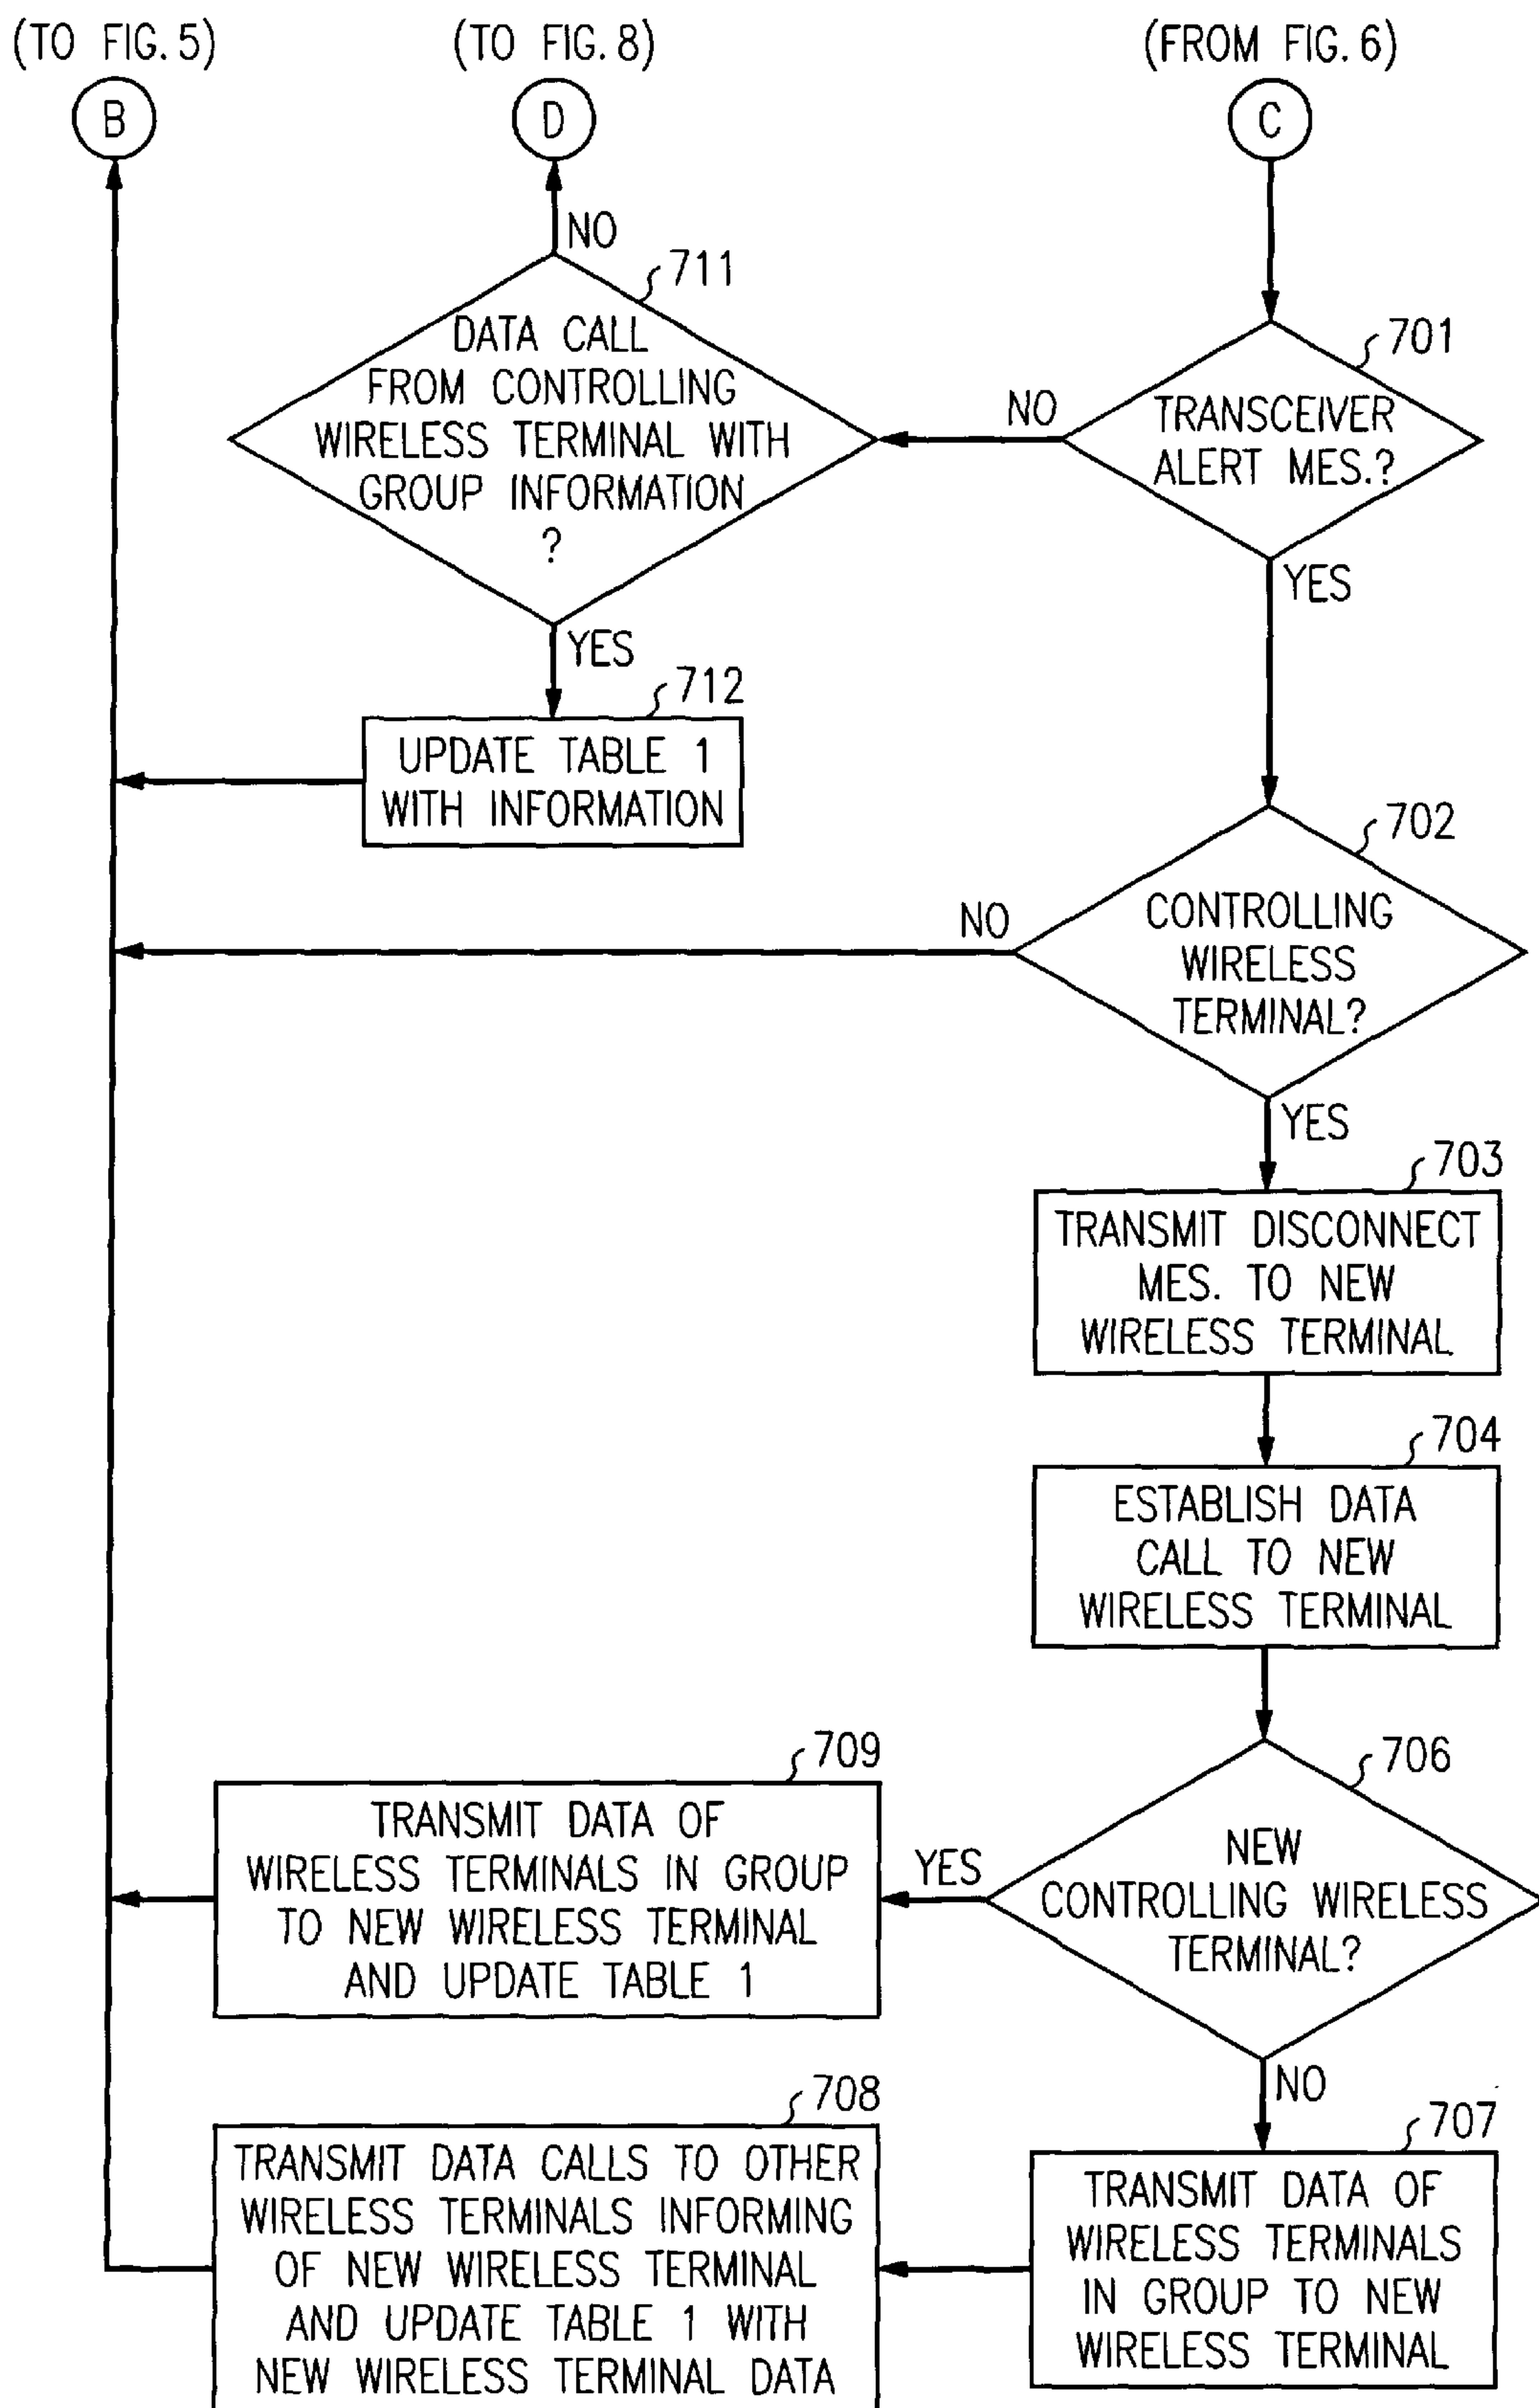 (TO FIG. 5)
(TO FIG. 8)
(FROM FIG. 6)
B
D
C
NO
711
DATA CALL
FROM CONTROLLING
WIRELESS TERMINAL WITH
GROUP INFORMATION
?
NO
701
TRANSCEIVER
ALERT MES.?
YES
YES
712
UPDATE TABLE 1
WITH INFORMATION
702
NO
CONTROLLING
WIRELESS
TERMINAL?
YES
703
TRANSMIT DISCONNECT
MES. TO NEW
WIRELESS TERMINAL
704
ESTABLISH DATA
CALL TO NEW
WIRELESS TERMINAL
706
NEW
CONTROLLING WIRELESS
TERMINAL?
YES
709
TRANSMIT DATA OF
WIRELESS TERMINALS IN GROUP
TO NEW WIRELESS TERMINAL
AND UPDATE TABLE 1
NO
707
TRANSMIT DATA OF
WIRELESS TERMINALS
IN GROUP TO NEW
WIRELESS TERMINAL
708
TRANSMIT DATA CALLS TO OTHER
WIRELESS TERMINALS INFORMING
OF NEW WIRELESS TERMINAL
AND UPDATE TABLE 1 WITH
NEW WIRELESS TERMINAL DATA